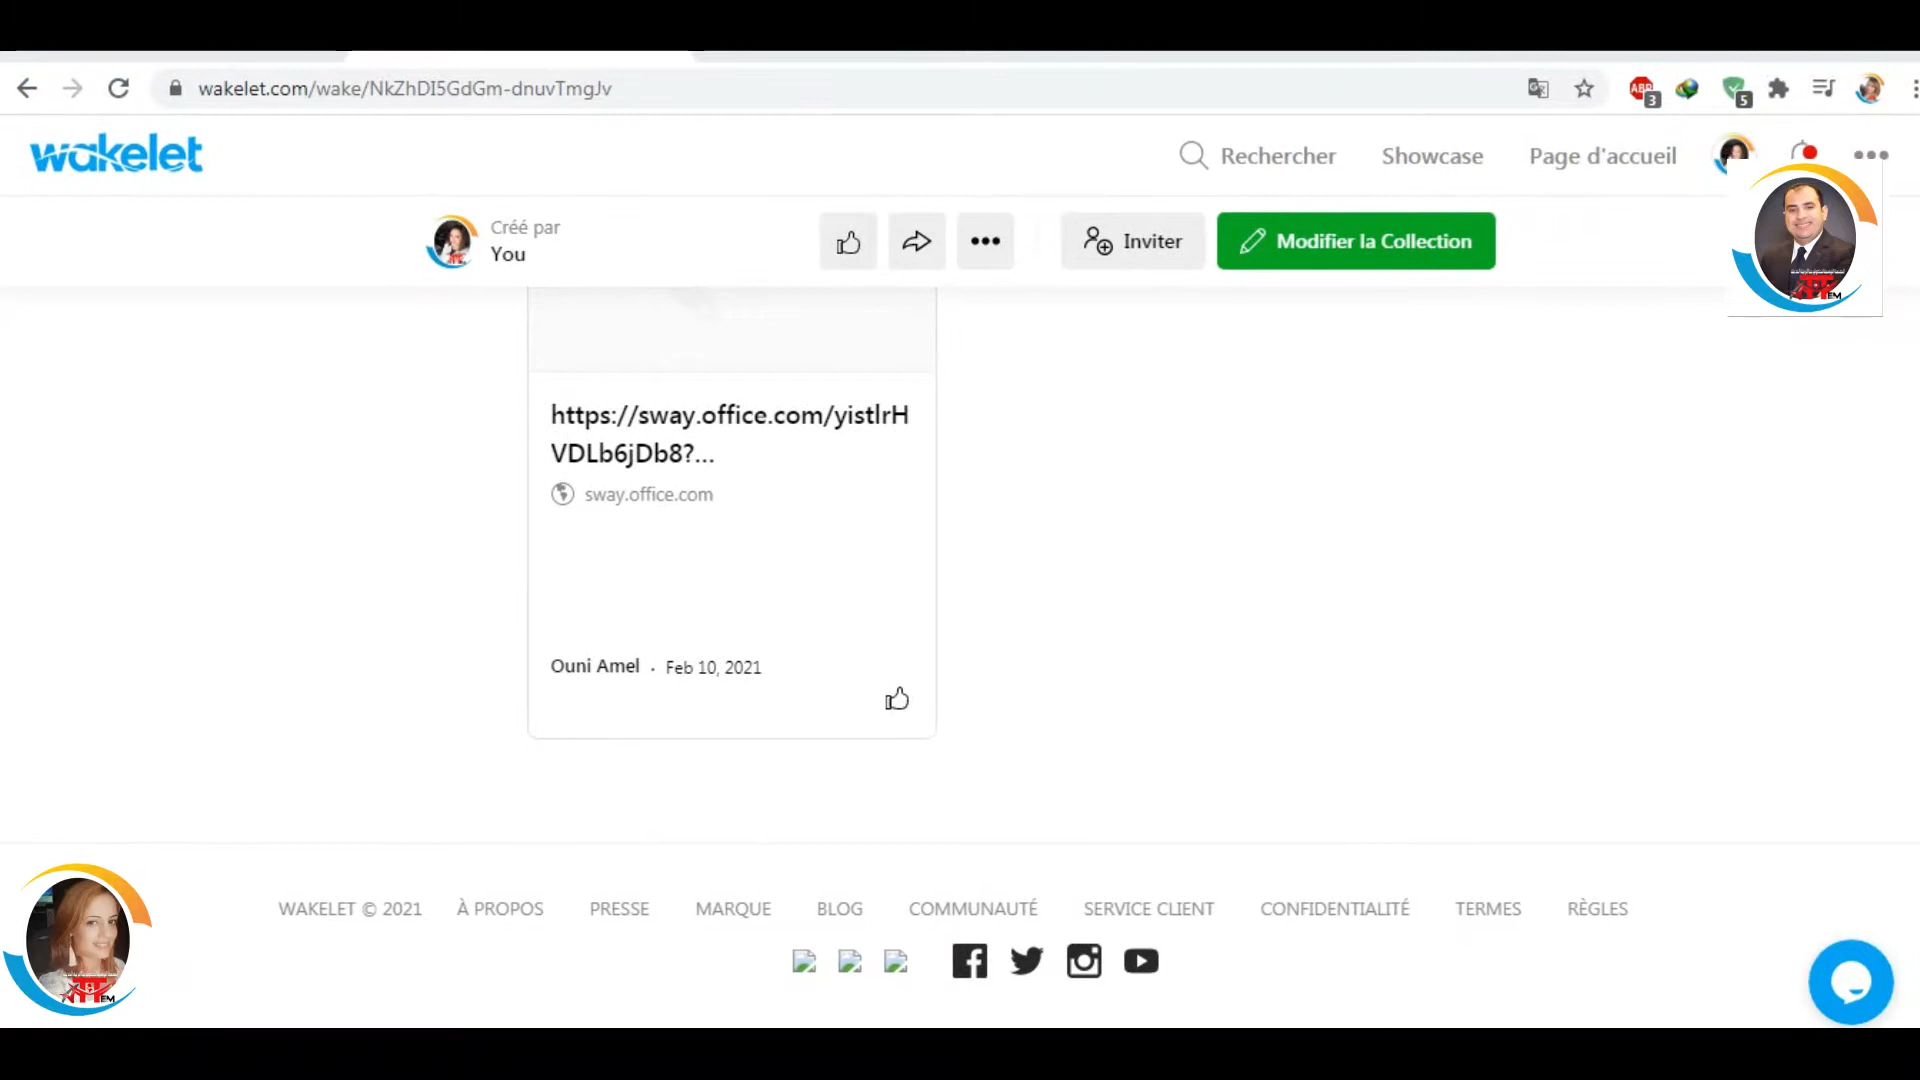 wakelet.com/wake/NkZhDI5GdGm-dnuvTmgJv
3
5
wakelet
Rechercher
Showcase
Page d'accueil
Créé par
You
Inviter
Modifier la Collection
https://sway.office.com/yistlrH
VDLb6jDb8?...
sway.office.com
Ouni Amel · Feb 10, 2021
WAKELET © 2021
À PROPOS
PRESSE
MARQUE
BLOG
COMMUNAUTÉ
SERVICE CLIENT
CONFIDENTIALITÉ
TERMES
RÈGLES